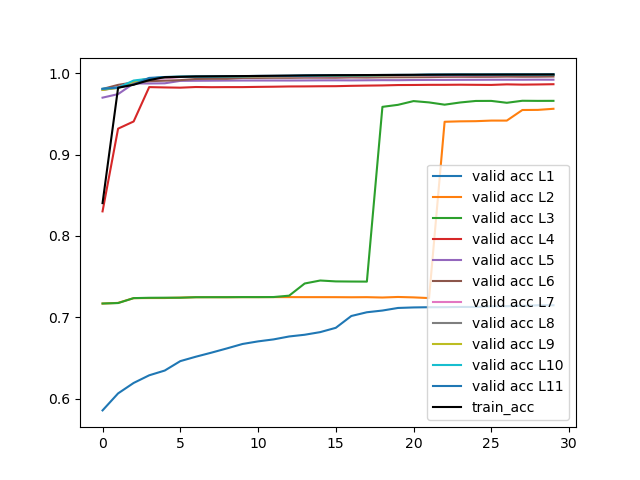 1.0
0.9
0.8
0.7
0.6
valid acc L1
valid acc L2
valid acc L3
valid acc L4
valid acc L5
valid acc L6
valid acc L7
valid acc L8
valid acc L9
valid acc L10
valid acc L11
train_acc
0 5 10 15 20 25 30